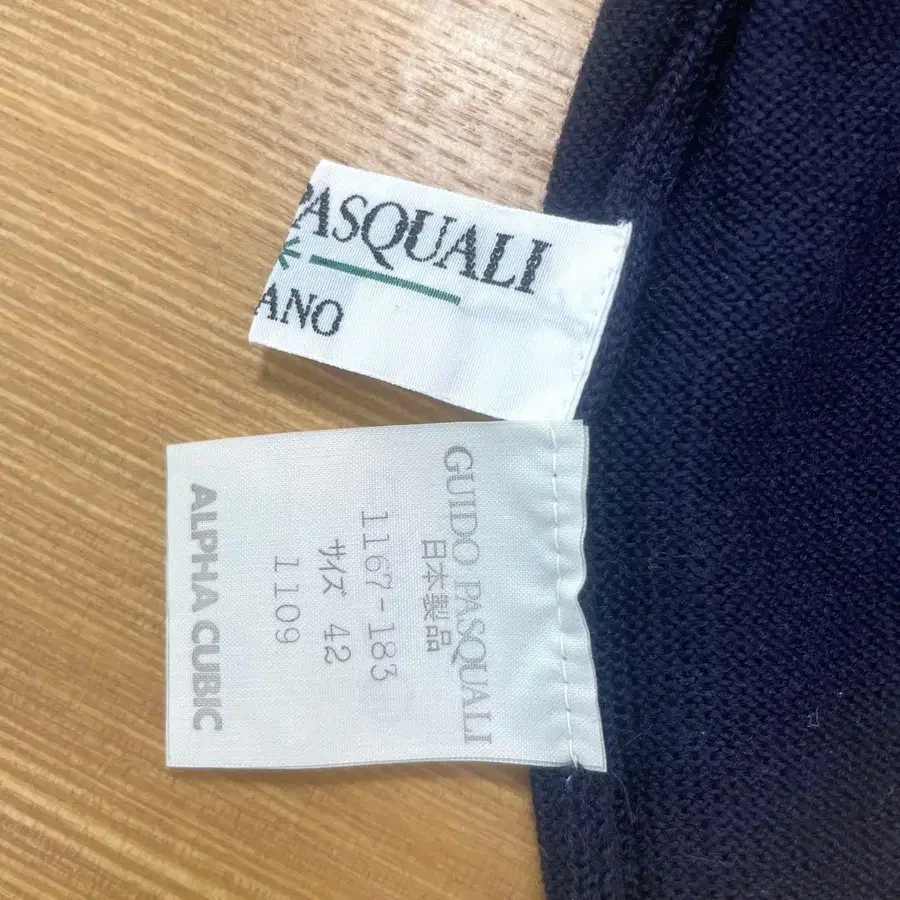 PASQUALI
ANO
GUIDO PASQUALI
日本製品
1167-183
サイズ 42
1109
ALPHA CUBIC